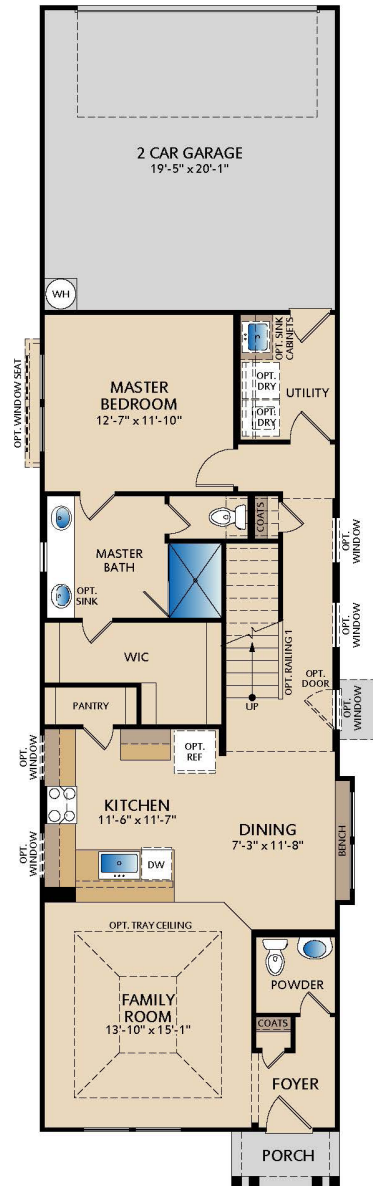 2 CAR GARAGE
19'-5" x 20'-1"
WH
OPT. SINK
CABINETS
OPT.
DRY
OPT.
DRY
UTILITY
OPT. WINDOW SEAT
MASTER
BEDROOM
12'-7" x 11'-10"
COATS
OPT.
WINDOW
MASTER
BATH
OPT.
SINK
OPT.
WINDOW
WIC
OPT. RAILING 1
OPT.
DOOR
UP
OPT.
WINDOW
PANTRY
OPT.
WINDOW
OPT.
REF
KITCHEN
11'-6" x 11'-7"
DINING
7'-3" x 11'-8"
BENCH
OPT.
WINDOW
DW
OPT. TRAY CEILING
POWDER
FAMILY
ROOM
13'-10" x 15'-1"
COATS
FOYER
PORCH